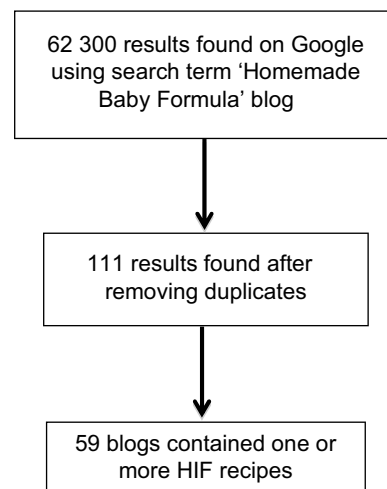 62 300 results found on Google
using search term ‘Homemade
Baby Formula’ blog
111 results found after
removing duplicates
59 blogs contained one or
more HIF recipes